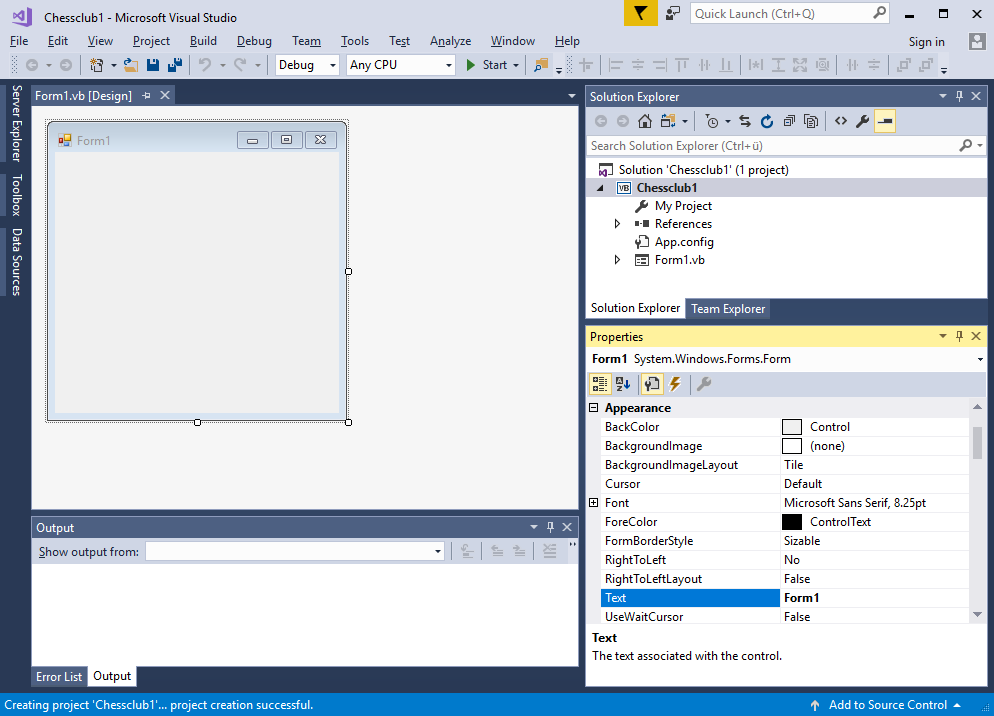 Chessclub1 - Microsoft Visual Studio
Quick Launch (Ctrl+Q)
File Edit View Project Build Debug Team Tools Test Analyze Window Help
Sign in
Debug Any CPU Start
Server Explorer
Toolbox
Data Sources
Form1.vb [Design]
Form1
Solution Explorer
Search Solution Explorer (Ctrl+ü)
Solution 'Chessclub1' (1 project)
VB Chessclub1
My Project
References
App.config
Form1.vb
Solution Explorer Team Explorer
Properties
Form1 System.Windows.Forms.Form
Appearance
BackColor Control
BackgroundImage (none)
BackgroundImageLayout Tile
Cursor Default
Font Microsoft Sans Serif, 8.25pt
ForeColor ControlText
FormBorderStyle Sizable
RightToLeft No
RightToLeftLayout False
Text Form1
UseWaitCursor False
Text
The text associated with the control.
Output
Show output from:
Error List Output
Creating project 'Chessclub1'... project creation successful.
Add to Source Control